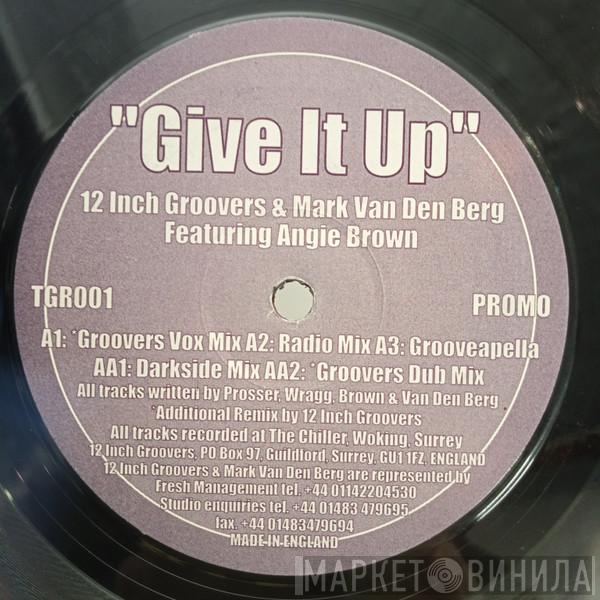 "Give It Up"
12 Inch Groovers & Mark Van Den Berg
Featuring Angie Brown
TGR001
PROMO
A1: *Groovers Vox Mix A2: Radio Mix A3: Grooveapella
AA1: Darkside Mix AA2: *Groovers Dub Mix
All tracks written by Prosser, Wragg, Brown & Van Den Berg .
*Additional Remix by 12 Inch Groovers
All tracks recorded at The Chiller, Woking, Surrey
12 Inch Groovers, PO Box 97, Guildford, Surrey, GU1 1FZ, ENGLAND
12 Inch Groovers & Mark Van Den Berg are represented by
Fresh Management tel. +44 01142204530
Studio enquiries tel. +44 01483 479695
fax. +44 01483479694
MADE IN ENGLAND
МАРКЕТ ВИНИЛА